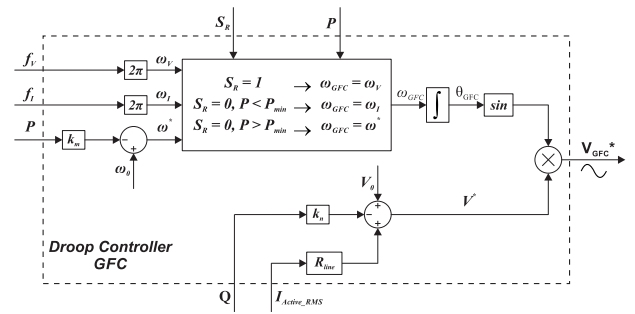 S_R P
f_V 2π ω_V
f_I 2π ω_I
P k_m − + ω*
ω_0
S_R = 1 → ω_GFC = ω_V
S_R = 0, P < P_min → ω_GFC = ω_I
S_R = 0, P > P_min → ω_GFC = ω*
ω_GFC ∫ θ_GFC sin
× V_GFC*
V_0
k_n − + + V*
R_line
Droop Controller
GFC
Q I_Active_RMS